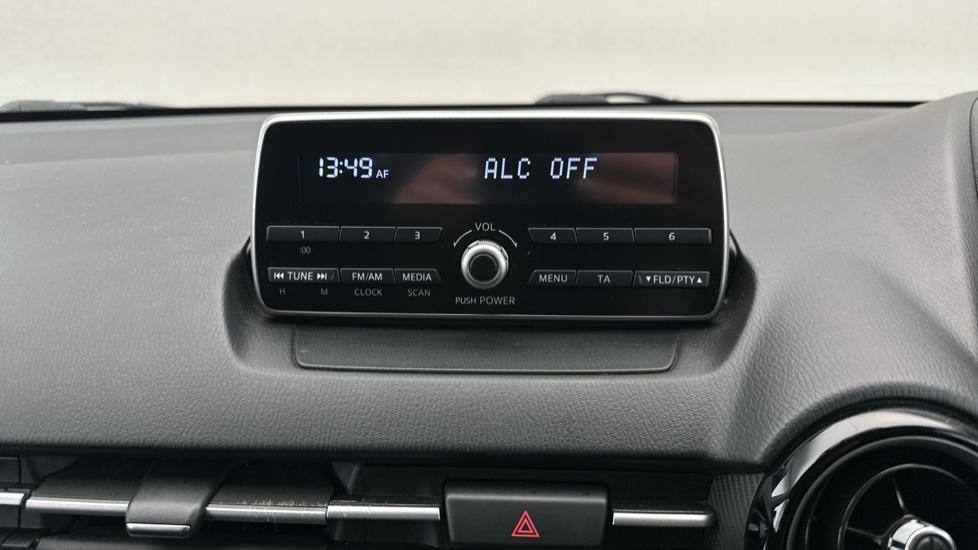 13:49 AF ALC OFF
VOL
1 2 3 4 5 6
:00
TUNE FM/AM MEDIA MENU TA ▼FLD/PTY▲
H M CLOCK SCAN PUSH POWER